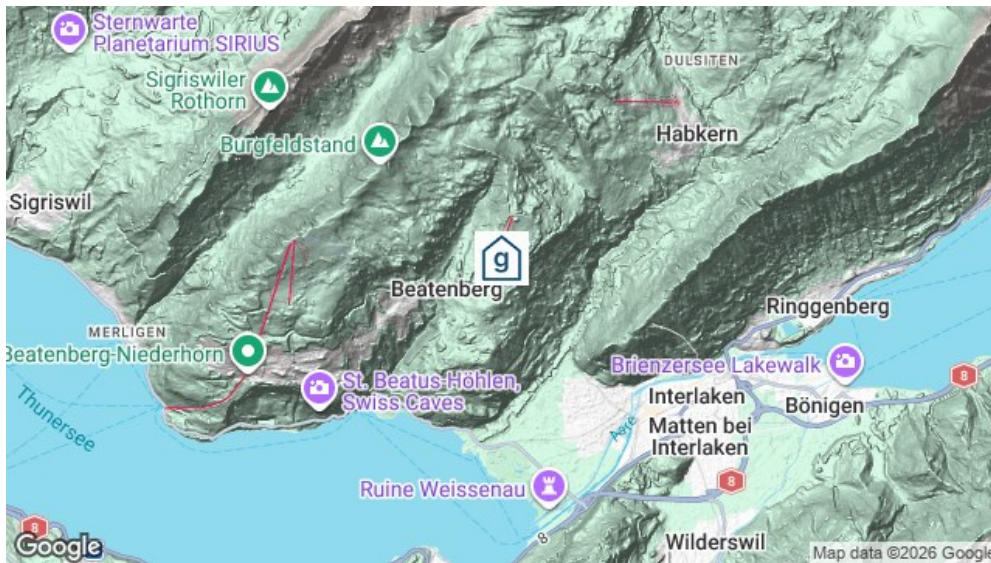 Sternwarte
Planetarium SIRIUS
DULSITEN
Sigriswiler
Rothorn
Habkern
Burgfeldstand
Sigriswil
g
Beatenberg
Ringgenberg
MERLIGEN
Beatenberg-Niederhorn
Brienzersee Lakewalk
8
St. Beatus-Höhlen,
Swiss Caves
Interlaken
Bönigen
Thunersee
Aare
Matten bei
Interlaken
8
Ruine Weissenau
8
8
Wilderswil
Google
Map data ©2026 Google